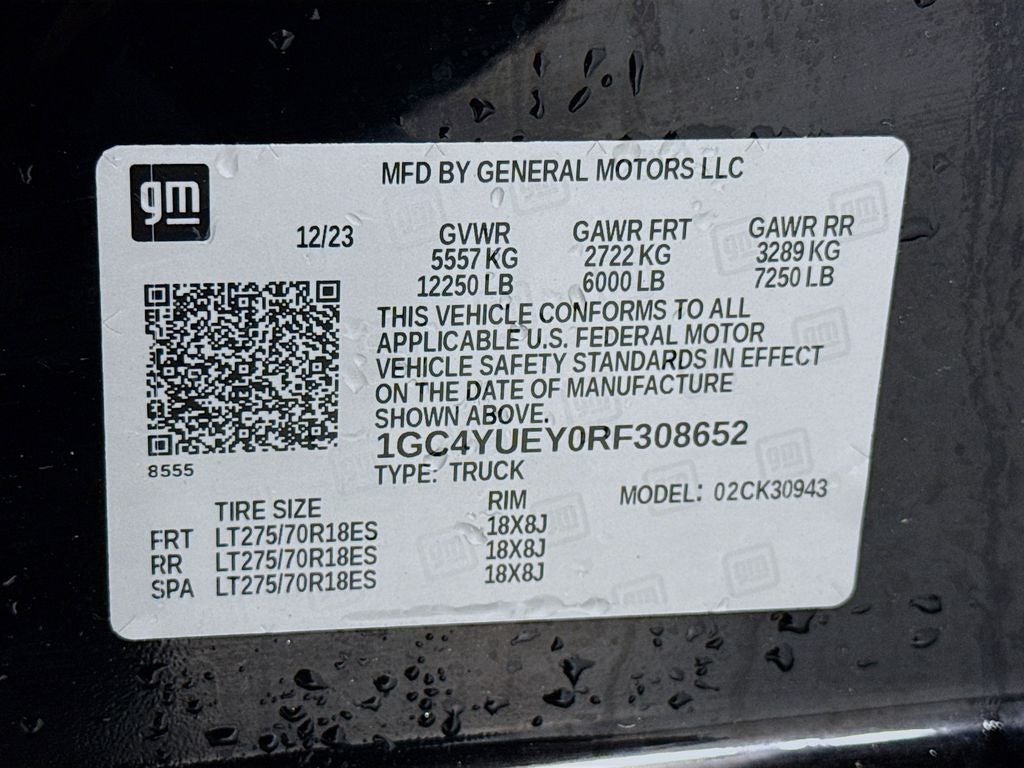 gm
MFD BY GENERAL MOTORS LLC
12/23 GVWR GAWR FRT GAWR RR
5557 KG 2722 KG 3289 KG
12250 LB 6000 LB 7250 LB
THIS VEHICLE CONFORMS TO ALL
APPLICABLE U.S. FEDERAL MOTOR
VEHICLE SAFETY STANDARDS IN EFFECT
ON THE DATE OF MANUFACTURE
SHOWN ABOVE.
1GC4YUEY0RF308652
8555
TYPE: TRUCK
MODEL: 02CK30943
TIRE SIZE RIM
FRT LT275/70R18ES 18X8J
RR LT275/70R18ES 18X8J
SPA LT275/70R18ES 18X8J